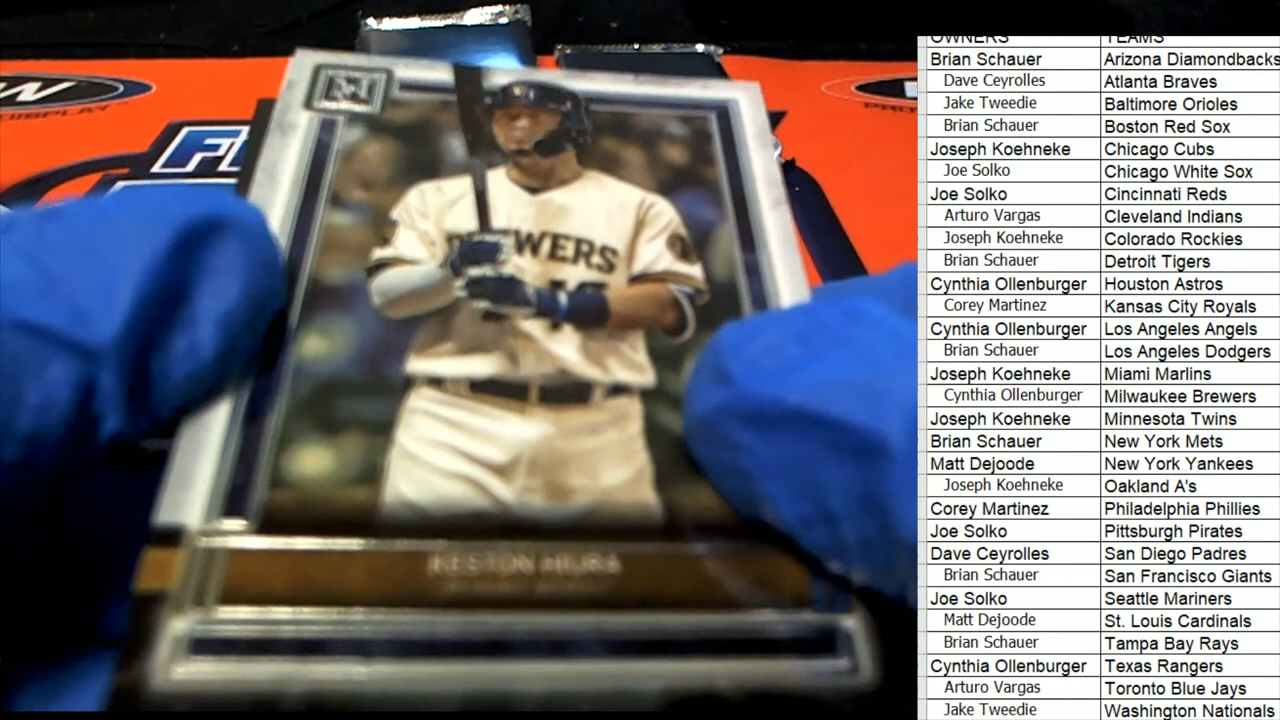 W
DISPLAY
FU
PRO
M
BREWERS
KESTON HIURA
OWNERS TEAMS
Brian Schauer Arizona Diamondbacks
Dave Ceyrolles Atlanta Braves
Jake Tweedie Baltimore Orioles
Brian Schauer Boston Red Sox
Joseph Koehneke Chicago Cubs
Joe Solko Chicago White Sox
Joe Solko Cincinnati Reds
Arturo Vargas Cleveland Indians
Joseph Koehneke Colorado Rockies
Brian Schauer Detroit Tigers
Cynthia Ollenburger Houston Astros
Corey Martinez Kansas City Royals
Cynthia Ollenburger Los Angeles Angels
Brian Schauer Los Angeles Dodgers
Joseph Koehneke Miami Marlins
Cynthia Ollenburger Milwaukee Brewers
Joseph Koehneke Minnesota Twins
Brian Schauer New York Mets
Matt Dejoode New York Yankees
Joseph Koehneke Oakland A's
Corey Martinez Philadelphia Phillies
Joe Solko Pittsburgh Pirates
Dave Ceyrolles San Diego Padres
Brian Schauer San Francisco Giants
Joe Solko Seattle Mariners
Matt Dejoode St. Louis Cardinals
Brian Schauer Tampa Bay Rays
Cynthia Ollenburger Texas Rangers
Arturo Vargas Toronto Blue Jays
Jake Tweedie Washington Nationals